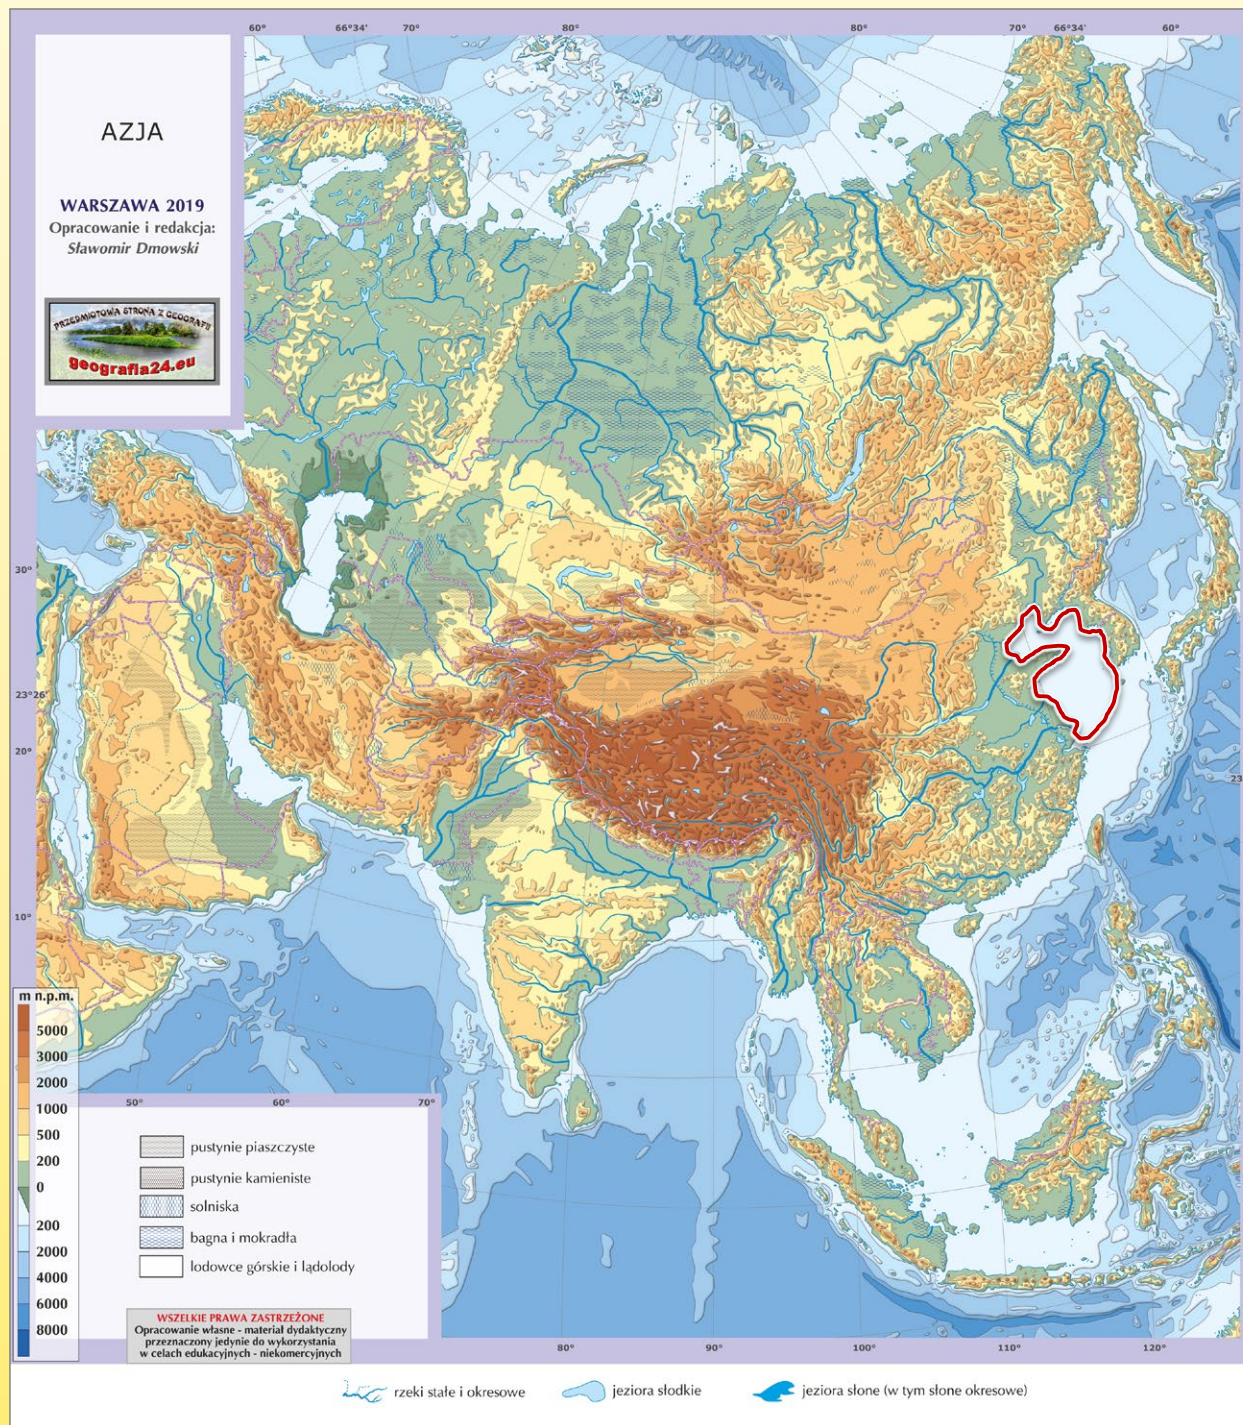 60° 66°34' 70° 80° 80° 70° 66°34' 60°
AZJA
WARSZAWA 2019
Opracowanie i redakcja:
Sławomir Dmowski
PRZEDMIOTOWA STRONA Z GEOGRAFII
geografia24.eu
30°
23°26'
20°
10°
23
m n.p.m.
5000
3000
2000
1000
500
200
0
200
2000
4000
6000
8000
50° 60° 70°
pustynie piaszczyste
pustynie kamieniste
solniska
bagna i mokradła
lodowce górskie i lądolody
WSZELKIE PRAWA ZASTRZEŻONE
Opracowanie własne - materiał dydaktyczny
przeznaczony jedynie do wykorzystania
w celach edukacyjnych - niekomercyjnych
80° 90° 100° 110° 120°
rzeki stałe i okresowe
jeziora słodkie
jeziora słone (w tym słone okresowe)